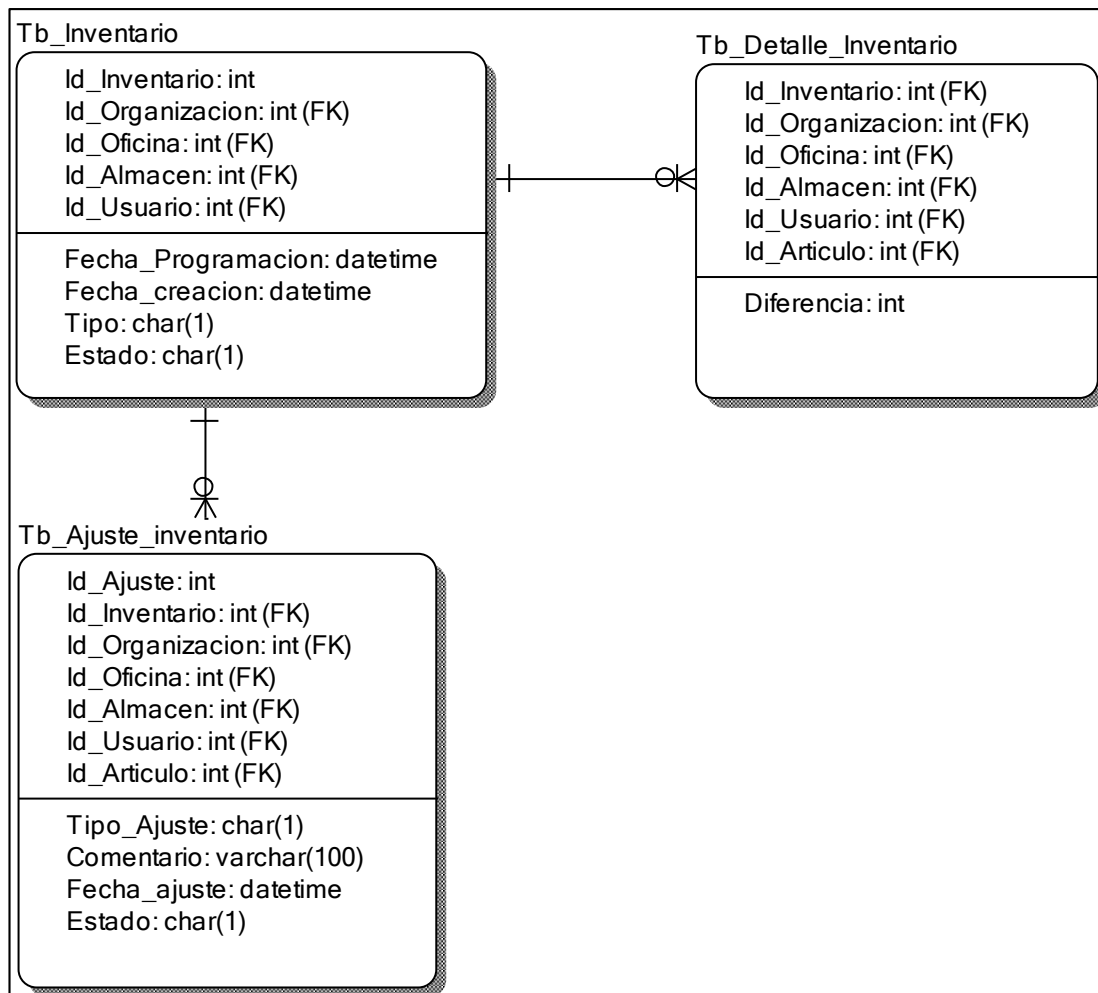 Tb_Inventario
Id_Inventario: int
Id_Organizacion: int (FK)
Id_Oficina: int (FK)
Id_Almacen: int (FK)
Id_Usuario: int (FK)
Fecha_Programacion: datetime
Fecha_creacion: datetime
Tipo: char(1)
Estado: char(1)
Tb_Detalle_Inventario
Id_Inventario: int (FK)
Id_Organizacion: int (FK)
Id_Oficina: int (FK)
Id_Almacen: int (FK)
Id_Usuario: int (FK)
Id_Articulo: int (FK)
Diferencia: int
Tb_Ajuste_inventario
Id_Ajuste: int
Id_Inventario: int (FK)
Id_Organizacion: int (FK)
Id_Oficina: int (FK)
Id_Almacen: int (FK)
Id_Usuario: int (FK)
Id_Articulo: int (FK)
Tipo_Ajuste: char(1)
Comentario: varchar(100)
Fecha_ajuste: datetime
Estado: char(1)